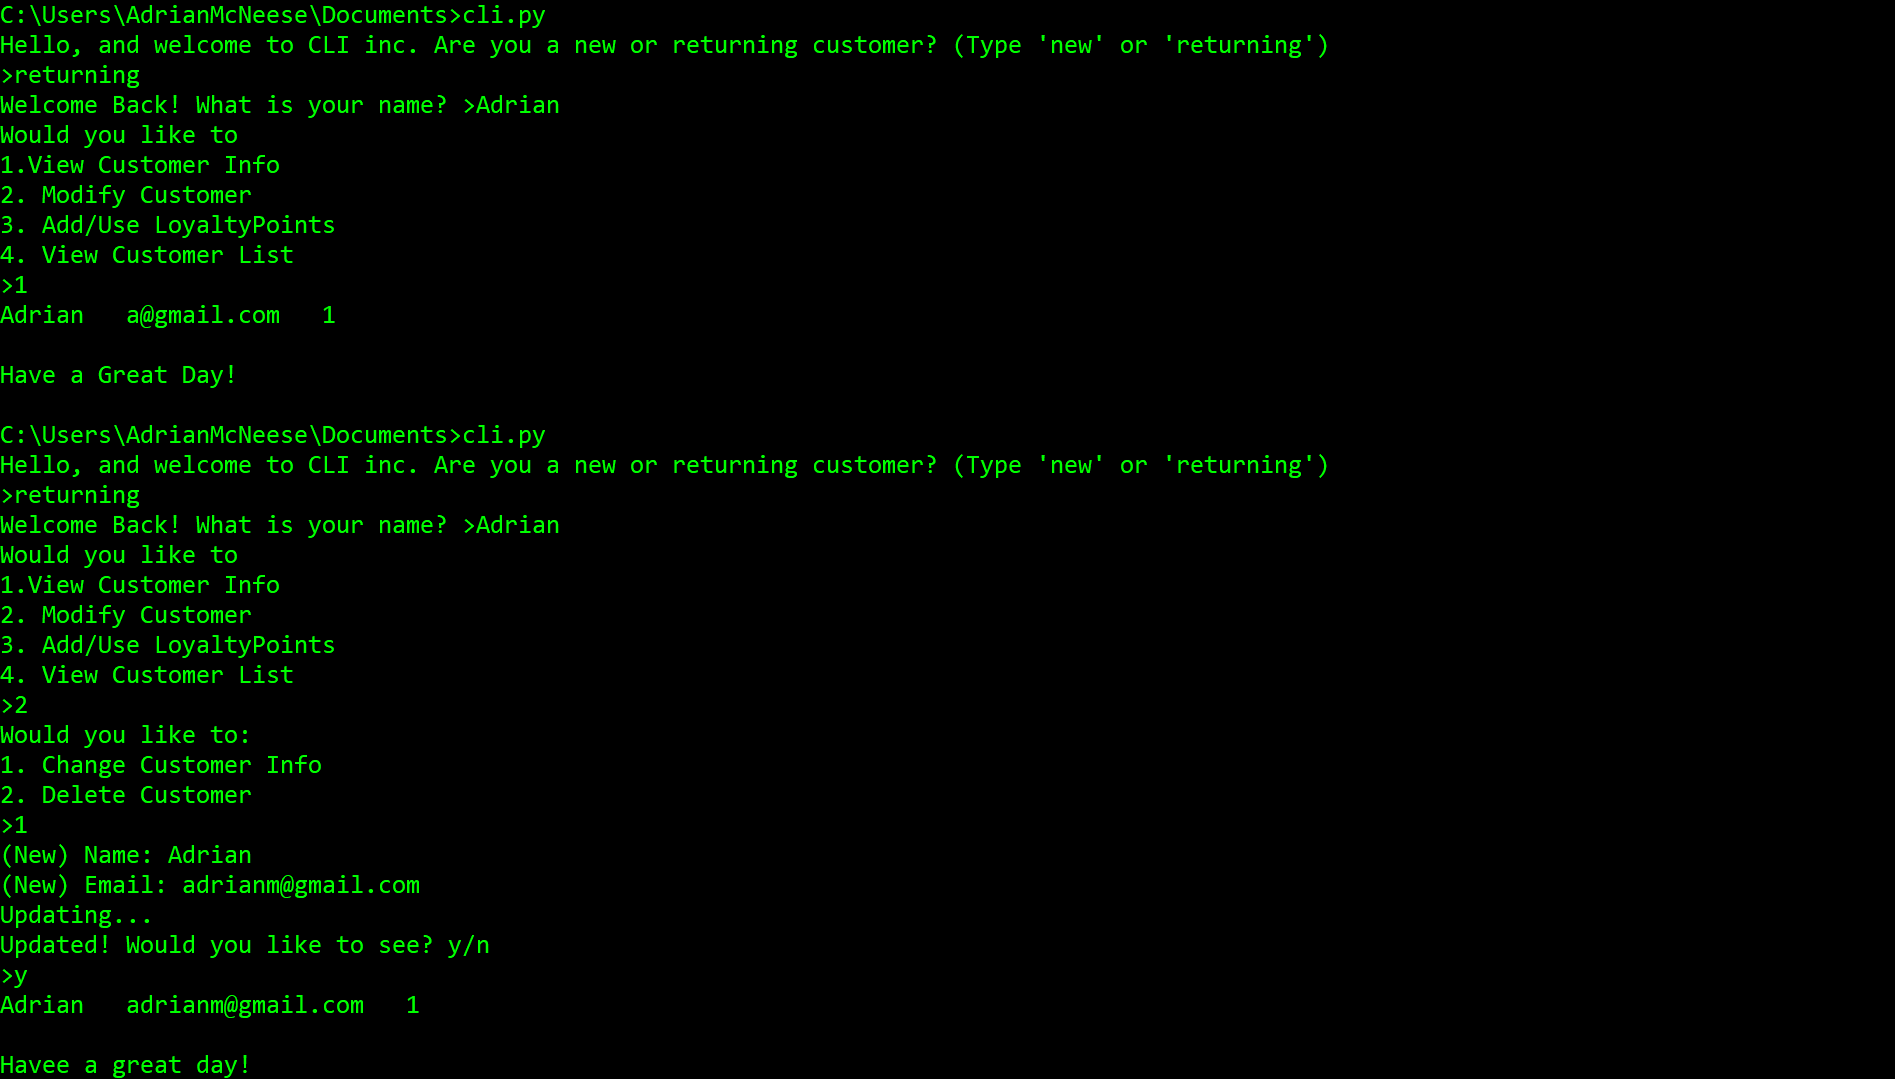 C:\Users\AdrianMcNeese\Documents>cli.py
Hello, and welcome to CLI inc. Are you a new or returning customer? (Type 'new' or 'returning')
>returning
Welcome Back! What is your name? >Adrian
Would you like to
1.View Customer Info
2. Modify Customer
3. Add/Use LoyaltyPoints
4. View Customer List
>1
Adrian   a@gmail.com   1
Have a Great Day!
C:\Users\AdrianMcNeese\Documents>cli.py
Hello, and welcome to CLI inc. Are you a new or returning customer? (Type 'new' or 'returning')
>returning
Welcome Back! What is your name? >Adrian
Would you like to
1.View Customer Info
2. Modify Customer
3. Add/Use LoyaltyPoints
4. View Customer List
>2
Would you like to:
1. Change Customer Info
2. Delete Customer
>1
(New) Name: Adrian
(New) Email: adrianm@gmail.com
Updating...
Updated! Would you like to see? y/n
>y
Adrian   adrianm@gmail.com   1
Havee a great day!